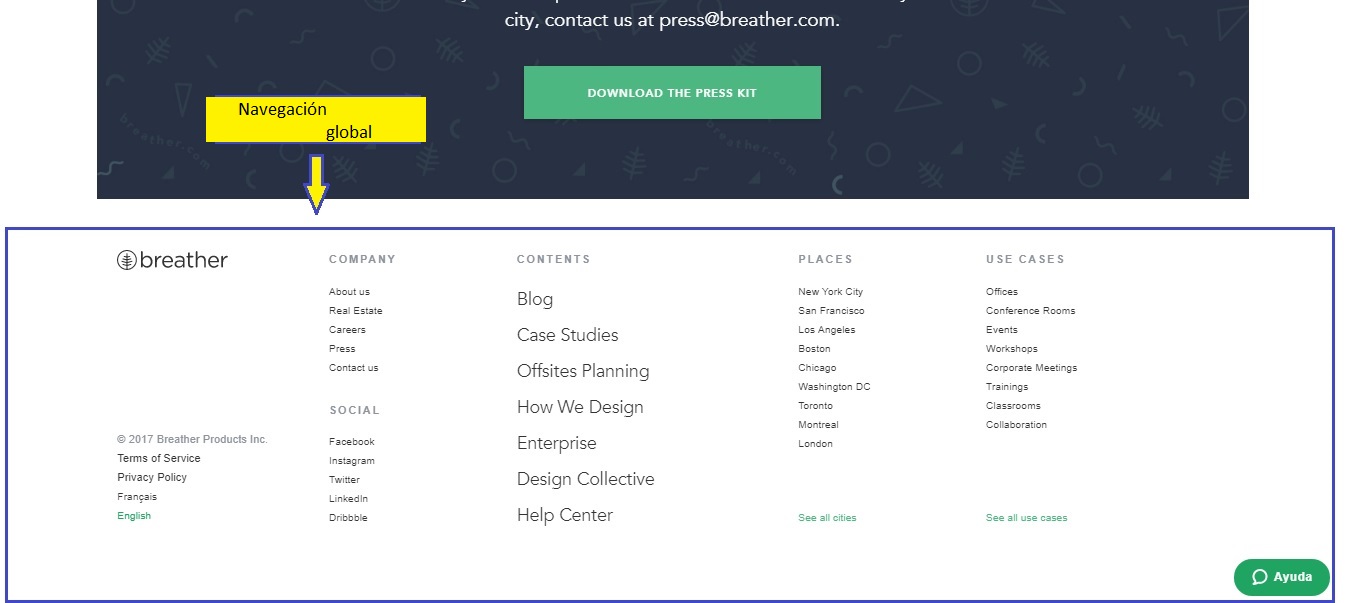 city, contact us at press@breather.com.
DOWNLOAD THE PRESS KIT
Navegación
global
breather.com
breather.com
breather
COMPANY
About us
Real Estate
Careers
Press
Contact us
SOCIAL
Facebook
Instagram
Twitter
LinkedIn
Dribbble
CONTENTS
Blog
Case Studies
Offsites Planning
How We Design
Enterprise
Design Collective
Help Center
PLACES
New York City
San Francisco
Los Angeles
Boston
Chicago
Washington DC
Toronto
Montreal
London
See all cities
USE CASES
Offices
Conference Rooms
Events
Workshops
Corporate Meetings
Trainings
Classrooms
Collaboration
See all use cases
© 2017 Breather Products Inc.
Terms of Service
Privacy Policy
Français
English
Ayuda